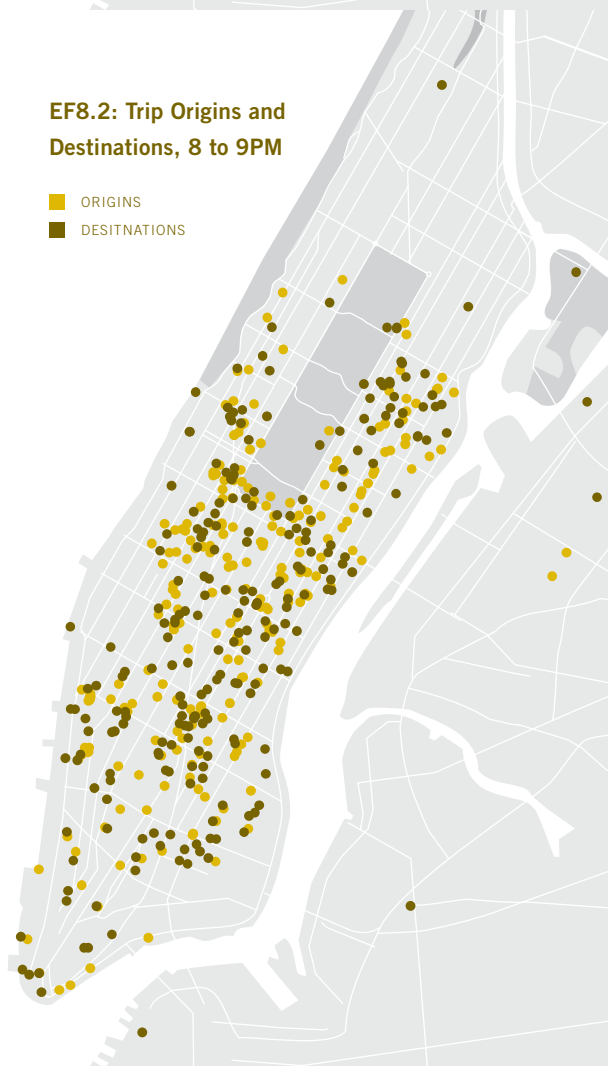 EF8.2: Trip Origins and
Destinations, 8 to 9PM
ORIGINS
DESITNATIONS